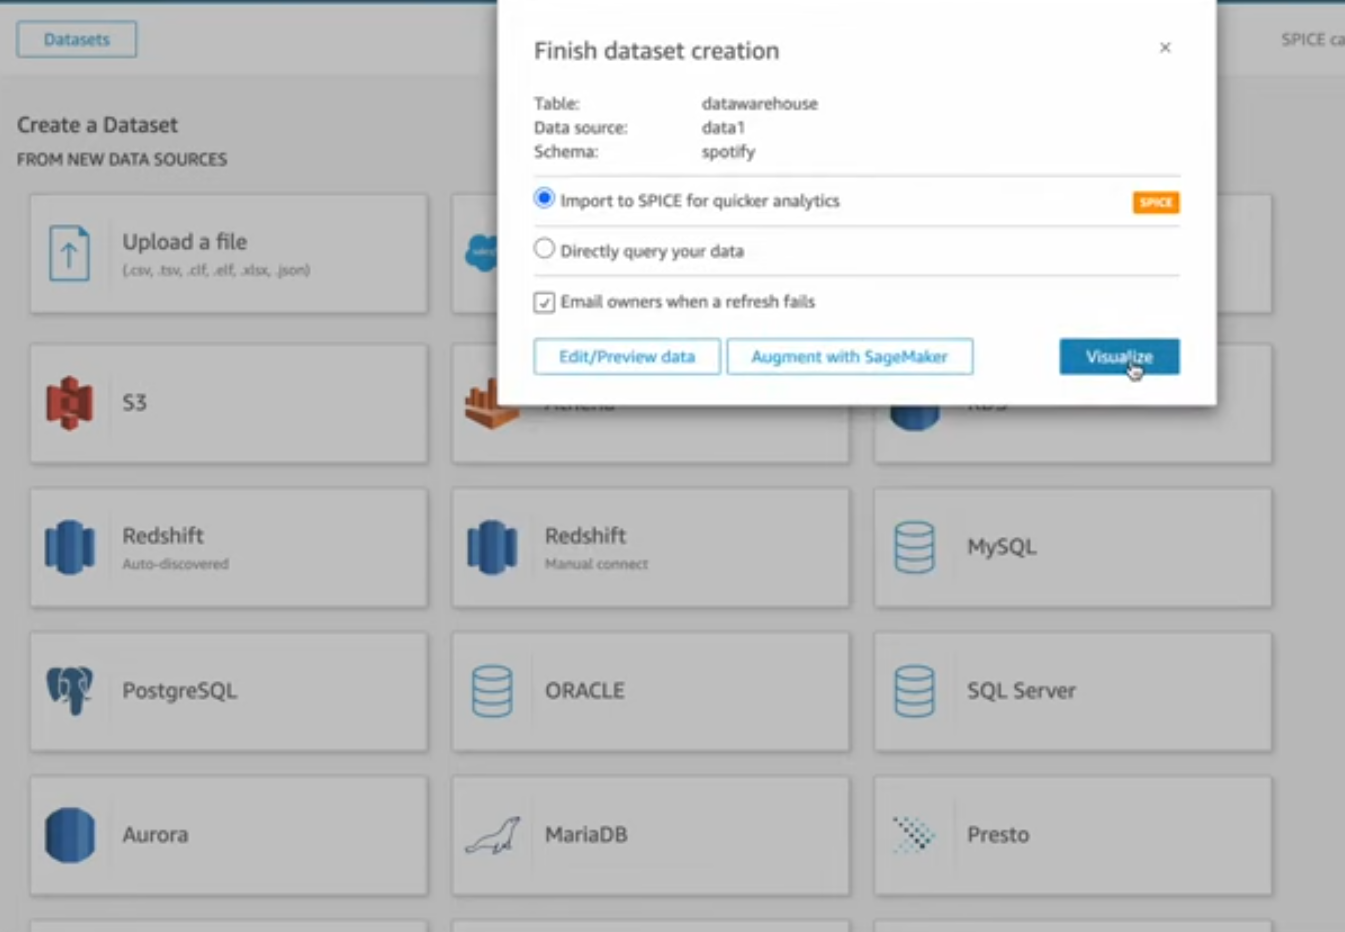 Datasets
SPICE ca
Create a Dataset
FROM NEW DATA SOURCES
Finish dataset creation
Table: datawarehouse
Data source: data1
Schema: spotify
Import to SPICE for quicker analytics
SPICE
Directly query your data
Email owners when a refresh fails
Edit/Preview data
Augment with SageMaker
Visualize
Upload a file
(.csv, .tsv, .clf, .elf, .xlsx, .json)
S3
Athena
RDS
Redshift
Auto-discovered
Redshift
Manual connect
MySQL
PostgreSQL
ORACLE
SQL Server
Aurora
MariaDB
Presto